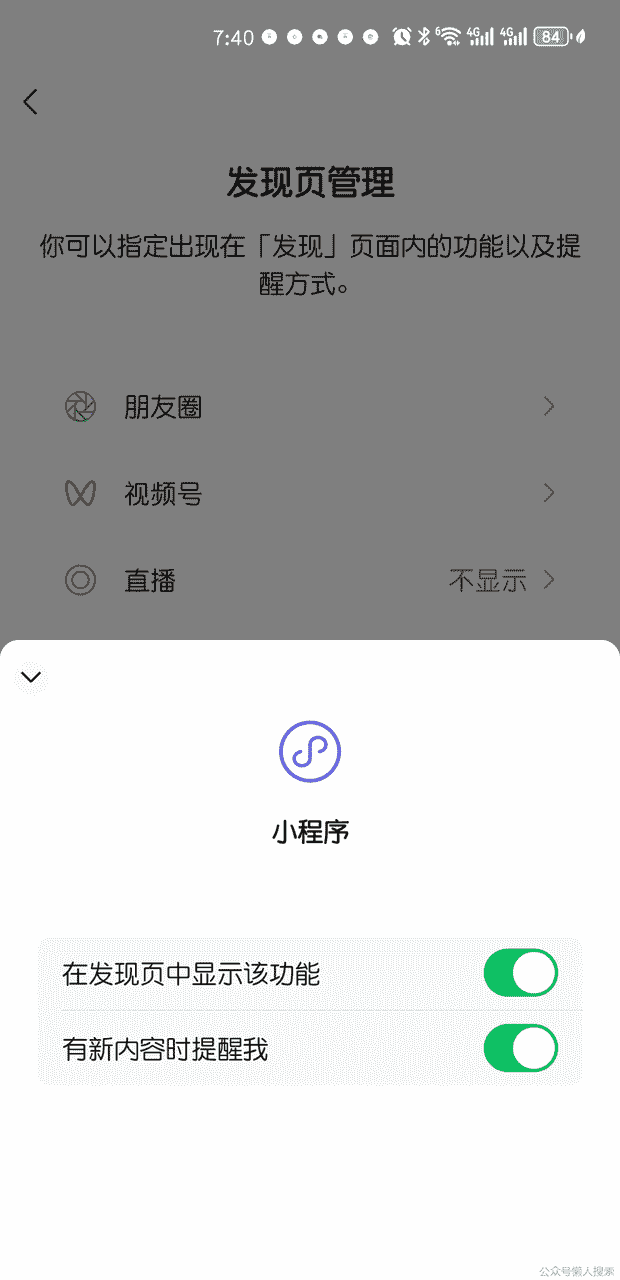 7:40
6
4G
4G
84
发现页管理
你可以指定出现在「发现」页面内的功能以及提
醒方式。
朋友圈
视频号
直播 不显示
小程序
在发现页中显示该功能
有新内容时提醒我
公众号懒人搜索